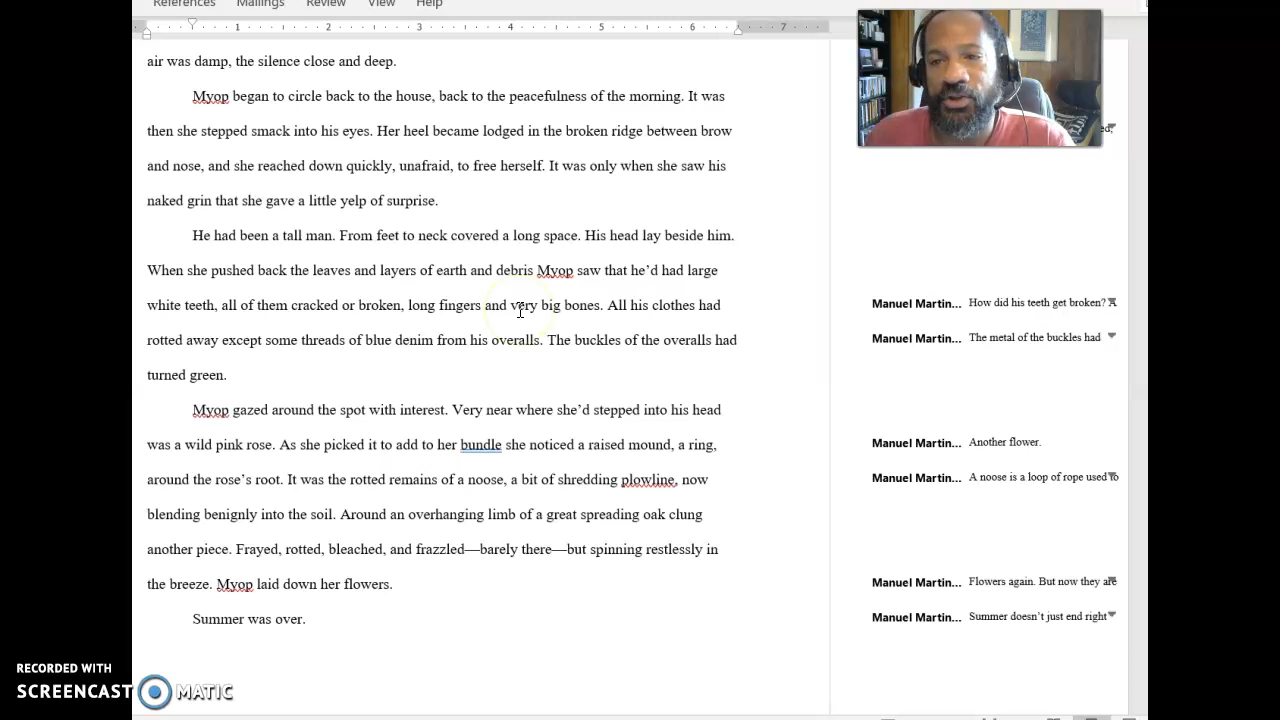 References Mailings Review View Help
1 2 3 4 5 6 7
air was damp, the silence close and deep.
Myop began to circle back to the house, back to the peacefulness of the morning. It was
then she stepped smack into his eyes. Her heel became lodged in the broken ridge between brow
and nose, and she reached down quickly, unafraid, to free herself. It was only when she saw his
naked grin that she gave a little yelp of surprise.
He had been a tall man. From feet to neck covered a long space. His head lay beside him.
When she pushed back the leaves and layers of earth and debris Myop saw that he’d had large
white teeth, all of them cracked or broken, long fingers and very big bones. All his clothes had
Manuel Martin... How did his teeth get broken?
rotted away except some threads of blue denim from his overalls. The buckles of the overalls had
Manuel Martin... The metal of the buckles had
turned green.
Myop gazed around the spot with interest. Very near where she’d stepped into his head
was a wild pink rose. As she picked it to add to her bundle she noticed a raised mound, a ring,
Manuel Martin... Another flower.
around the rose’s root. It was the rotted remains of a noose, a bit of shredding plowline, now
Manuel Martin... A noose is a loop of rope used to
blending benignly into the soil. Around an overhanging limb of a great spreading oak clung
another piece. Frayed, rotted, bleached, and frazzled—barely there—but spinning restlessly in
the breeze. Myop laid down her flowers.
Manuel Martin... Flowers again. But now they are
Summer was over.
Manuel Martin... Summer doesn’t just end right
RECORDED WITH
SCREENCAST MATIC